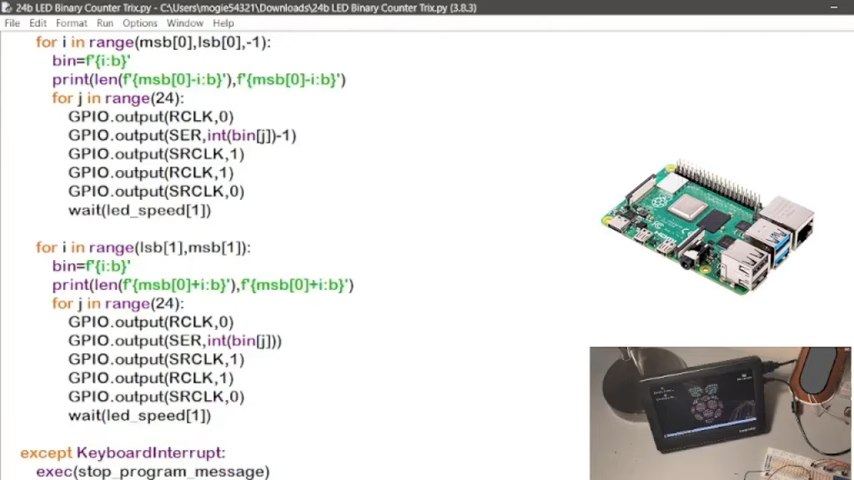 24b LED Binary Counter Trix.py - C:\Users\mogie54321\Downloads\24b LED Binary Counter Trix.py (3.8.3)
File Edit Format Run Options Window Help
for i in range(msb[0],lsb[0],-1):
bin=f'{i:b}'
print(len(f'{msb[0]-i:b}'),f'{msb[0]-i:b}')
for j in range(24):
GPIO.output(RCLK,0)
GPIO.output(SER,int(bin[j])-1)
GPIO.output(SRCLK,1)
GPIO.output(RCLK,1)
GPIO.output(SRCLK,0)
wait(led_speed[1])
for i in range(lsb[1],msb[1]):
bin=f'{i:b}'
print(len(f'{msb[0]+i:b}'),f'{msb[0]+i:b}')
for j in range(24):
GPIO.output(RCLK,0)
GPIO.output(SER,int(bin[j]))
GPIO.output(SRCLK,1)
GPIO.output(RCLK,1)
GPIO.output(SRCLK,0)
wait(led_speed[1])
except KeyboardInterrupt:
exec(stop_program_message)